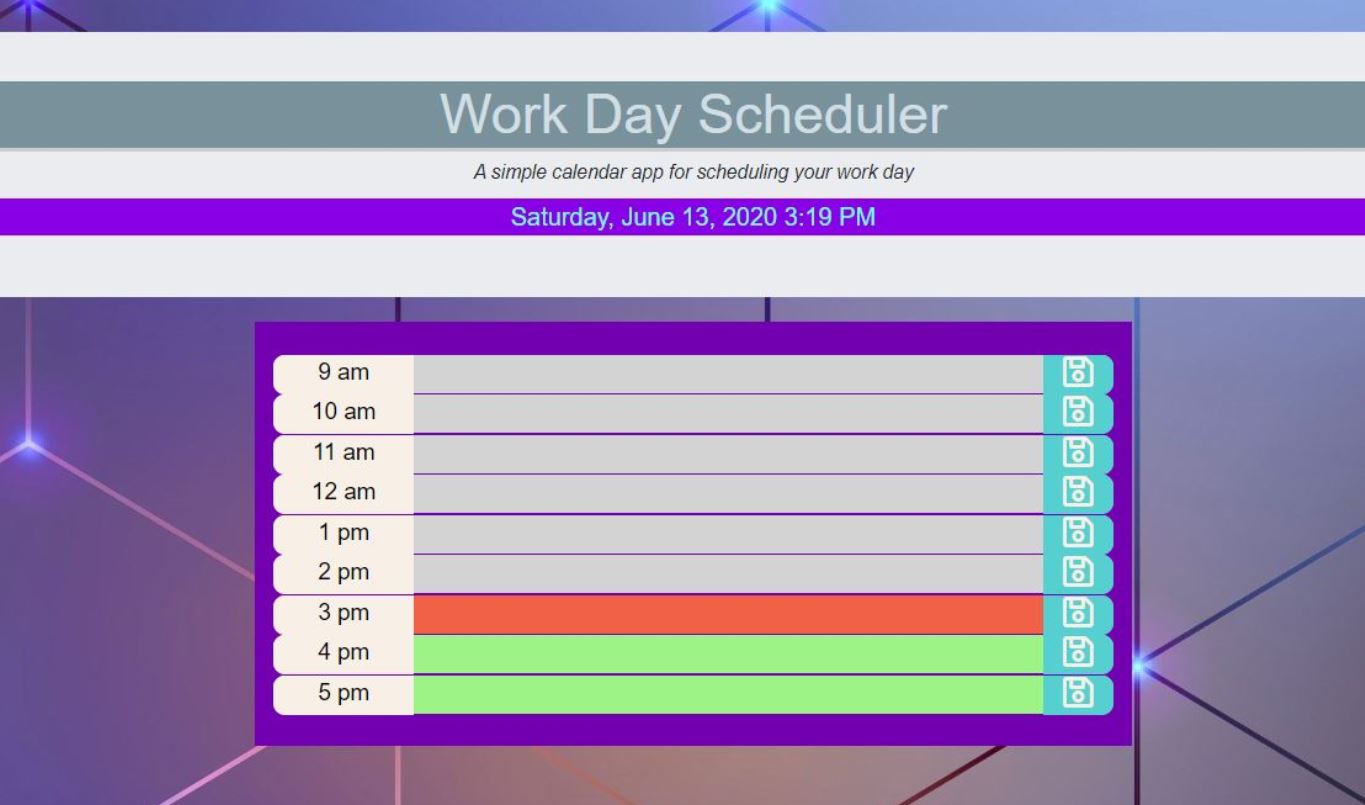 Work Day Scheduler
A simple calendar app for scheduling your work day
Saturday, June 13, 2020 3:19 PM
9 am
10 am
11 am
12 am
1 pm
2 pm
3 pm
4 pm
5 pm